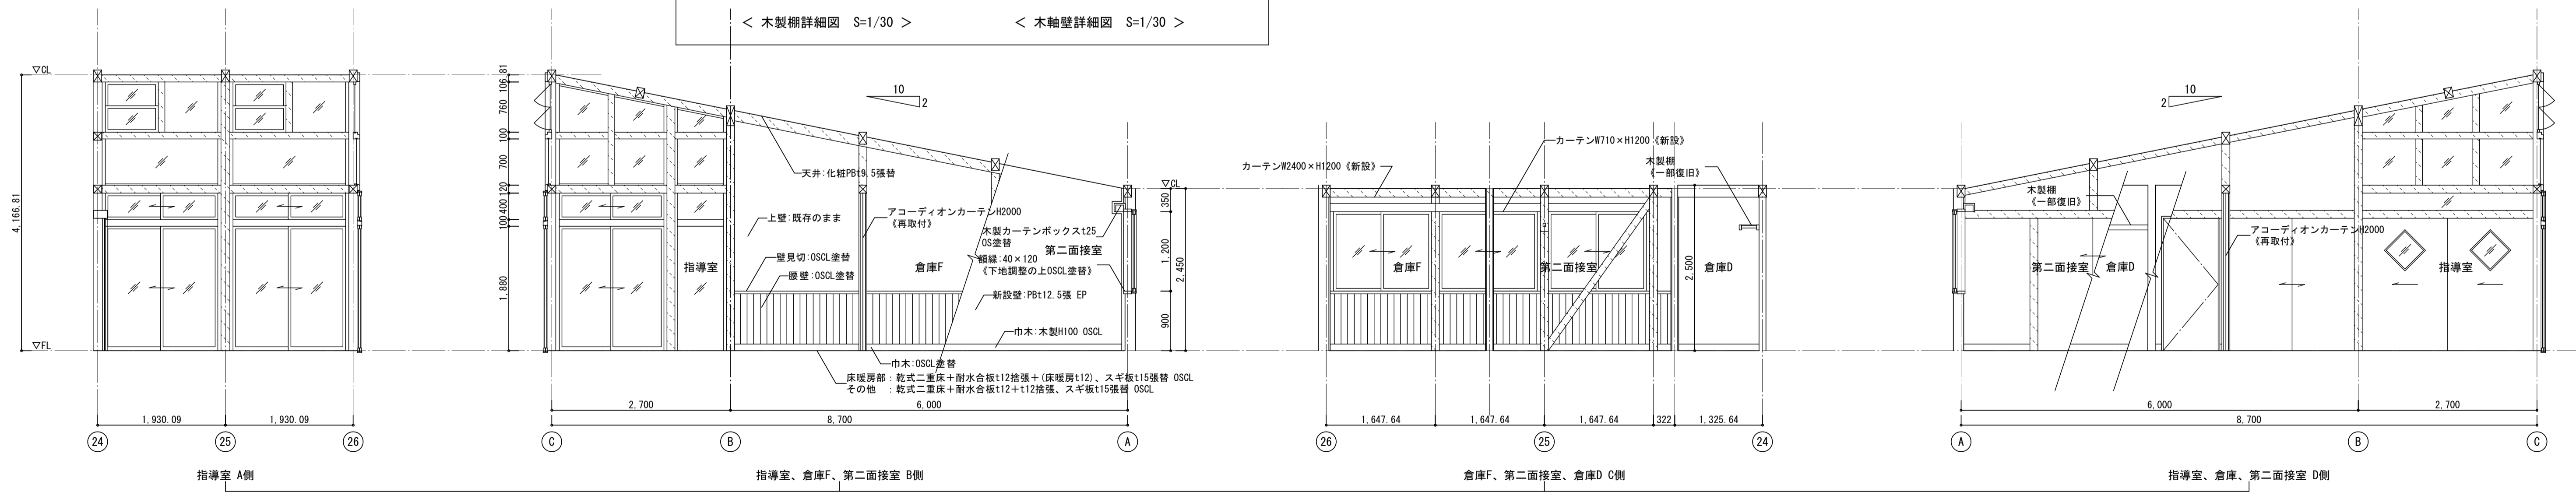 ＜ 木製棚詳細図　S=1/30 ＞
＜ 木軸壁詳細図　S=1/30 ＞
▽CL
4,166.81
▽FL
1,930.09
1,930.09
24
25
26
指導室 A側
106.81
760
100
700
120
400
100
1,880
10
2
天井:化粧PBt9.5張替
上壁:既存のまま
アコーディオンカーテンH2000
《再取付》
木製カーテンボックスt25
OS塗替
第二面接室
額縁:40×120
《下地調整の上OSCL塗替》
壁見切:OSCL塗替
腰壁:OSCL塗替
指導室
倉庫F
新設壁:PBt12.5張 EP
巾木:木製H100 OSCL
巾木:OSCL塗替
床暖房部：乾式二重床＋耐水合板t12捨張＋(床暖房t12)、スギ板t15張替 OSCL
その他　：乾式二重床＋耐水合板t12＋t12捨張、スギ板t15張替 OSCL
▽CL
350
1,200
900
2,450
2,700
6,000
8,700
C
B
A
指導室、倉庫F、第二面接室 B側
カーテンW2400×H1200《新設》
カーテンW710×H1200《新設》
木製棚
《一部復旧》
倉庫F
第二面接室
2,500
倉庫D
1,647.64
1,647.64
1,647.64
322
1,325.64
26
25
24
倉庫F、第二面接室、倉庫D C側
10
2
木製棚
《一部復旧》
アコーディオンカーテンH2000
《再取付》
第二面接室
倉庫D
指導室
6,000
2,700
8,700
A
B
C
指導室、倉庫、第二面接室 D側